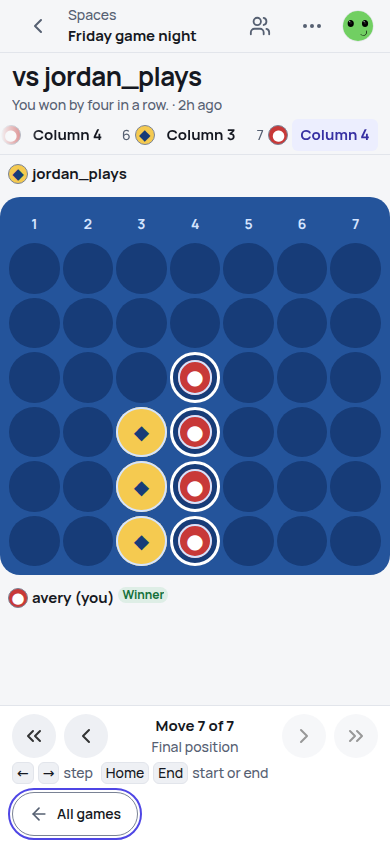 Spaces
Friday game night
vs jordan_plays
You won by four in a row. · 2h ago
Column 4 6 Column 3 7 Column 4
jordan_plays
1 2 3 4 5 6 7
avery (you) Winner
Move 7 of 7
Final position
← → step Home End start or end
← All games